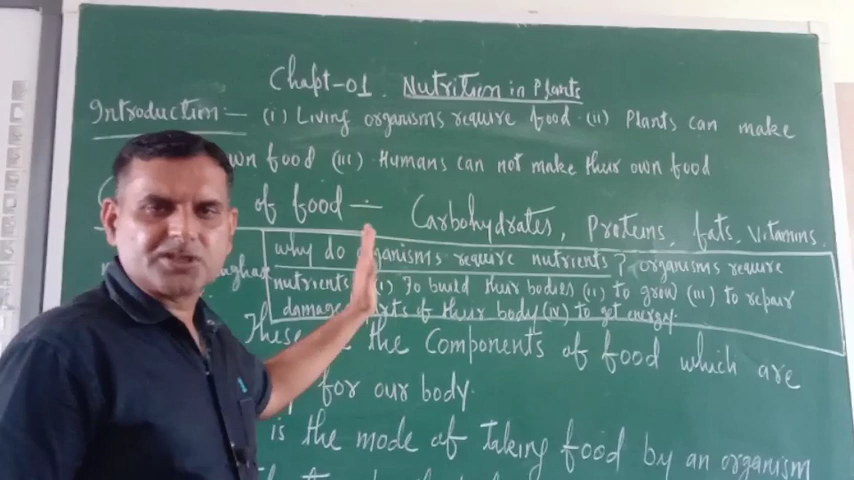 Chapt-01. Nutrition in Plants
Introduction:- (i) Living organisms require food. (ii) Plants can make
own food (iii) Humans can not make their own food
of food :- Carbohydrates, Proteins, fats, Vitamins.
why do organisms require nutrients? organisms require
nutrients (i) To build their bodies (ii) to grow (iii) to repair
damaged parts of their body (iv) to get energy.
These are the Components of food which are
for our body.
is the mode of taking food by an organism